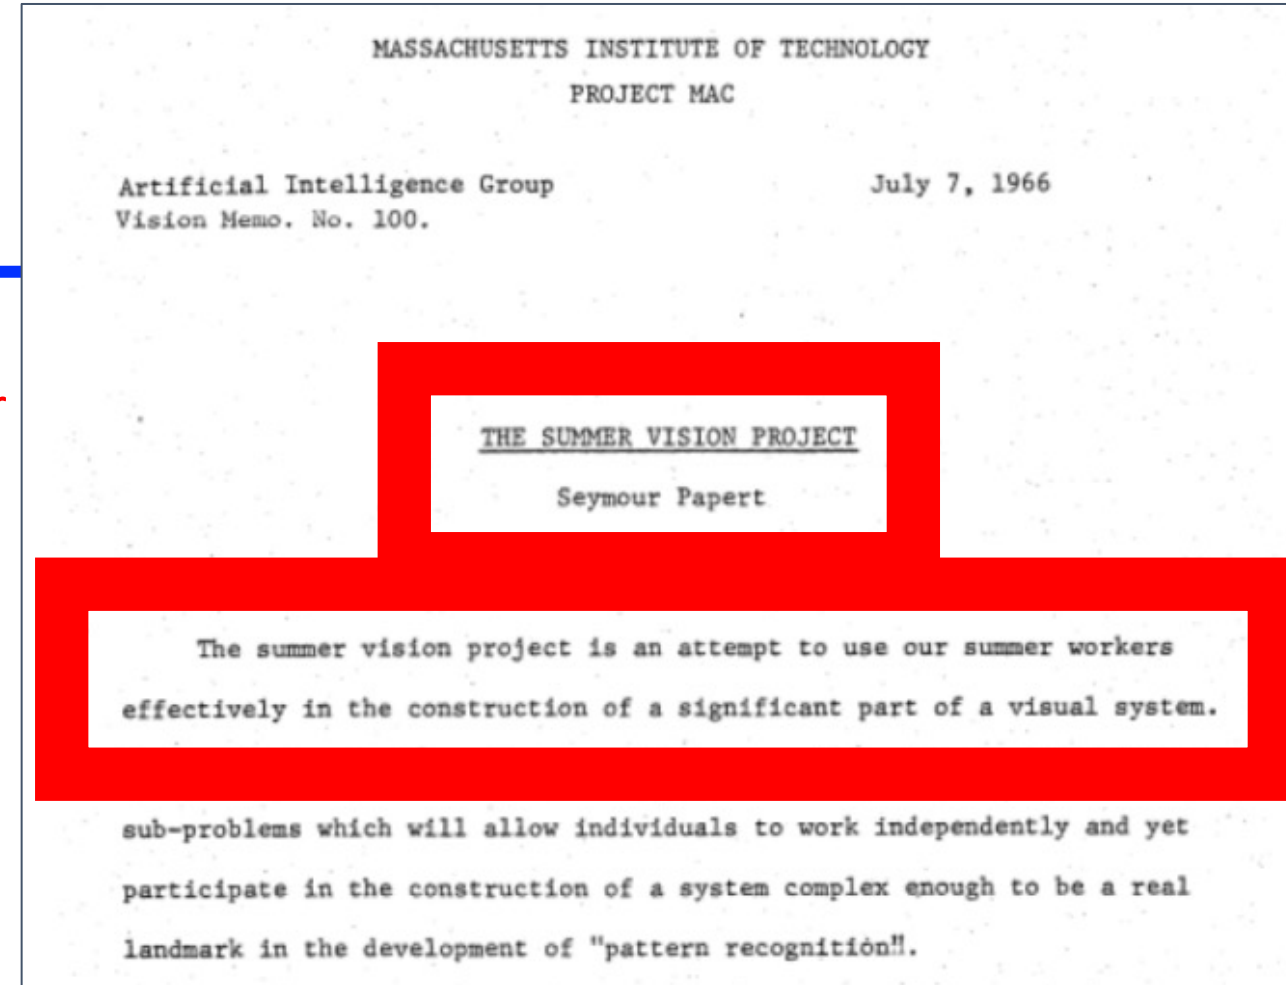 MASSACHUSETTS INSTITUTE OF TECHNOLOGY
PROJECT MAC
Artificial Intelligence Group July 7, 1966
Vision Memo. No. 100.
THE SUMMER VISION PROJECT
Seymour Papert
The summer vision project is an attempt to use our summer workers
effectively in the construction of a significant part of a visual system.
sub-problems which will allow individuals to work independently and yet
participate in the construction of a system complex enough to be a real
landmark in the development of "pattern recognition".